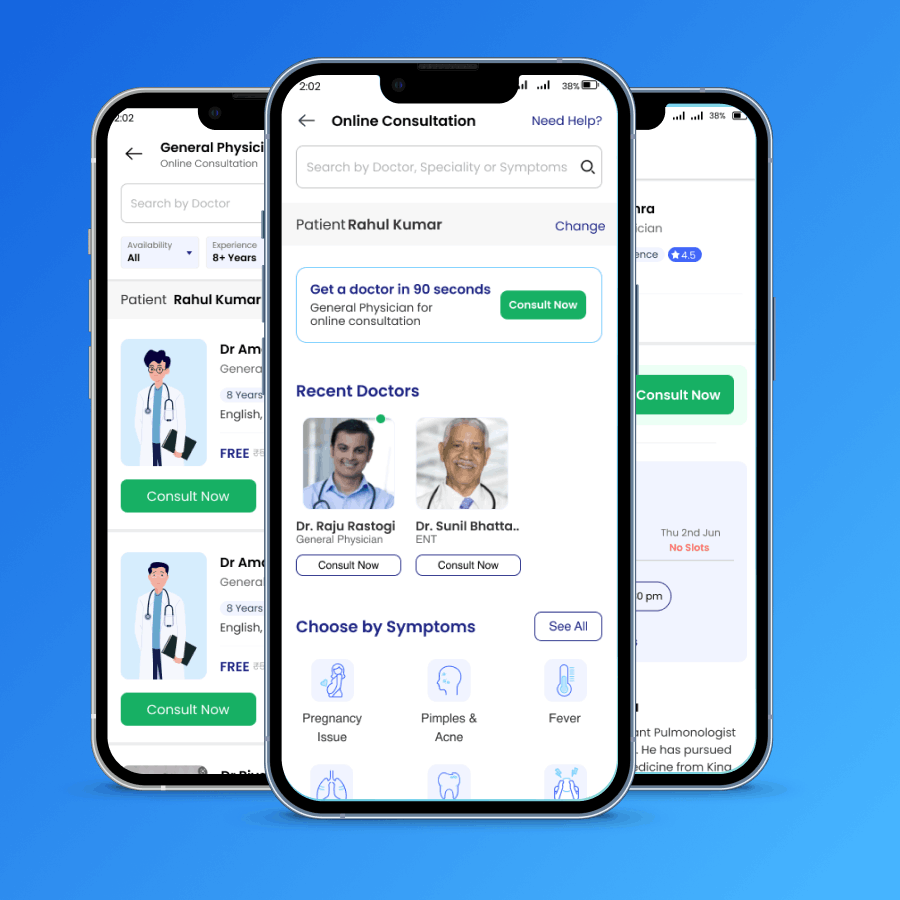 2:02
General Physici
Online Consultation
Search by Doctor
Availability
All
Experience
8+ Years
Patient Rahul Kumar
Dr Am
General
8 Years
English,
FREE
Consult Now
Dr Ama
General
8 Years
English,
FREE
Consult Now
2:02
38%
Online Consultation
Need Help?
Search by Doctor, Speciality or Symptoms
Patient Rahul Kumar
Change
Get a doctor in 90 seconds
General Physician for
online consultation
Consult Now
Recent Doctors
Dr. Raju Rastogi
General Physician
Consult Now
Dr. Sunil Bhatta..
ENT
Consult Now
Choose by Symptoms
See All
Pregnancy
Issue
Pimples &
Acne
Fever
38%
hra
ician
ence
4.5
Consult Now
Thu 2nd Jun
No Slots
0 pm
ant Pulmonologist
. He has pursued
edicine from King